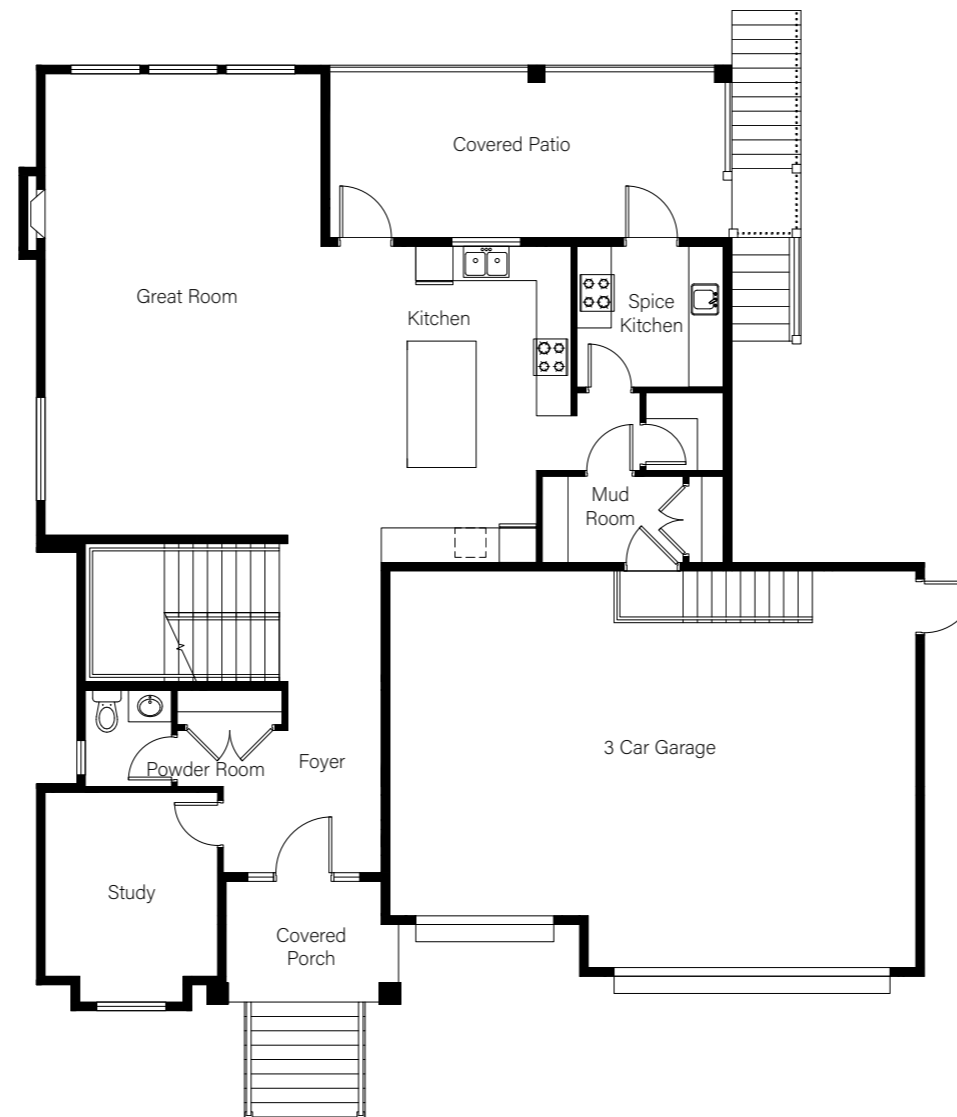 Covered Patio
Great Room
Kitchen
Spice
Kitchen
Mud
Room
3 Car Garage
Foyer
Powder Room
Study
Covered
Porch